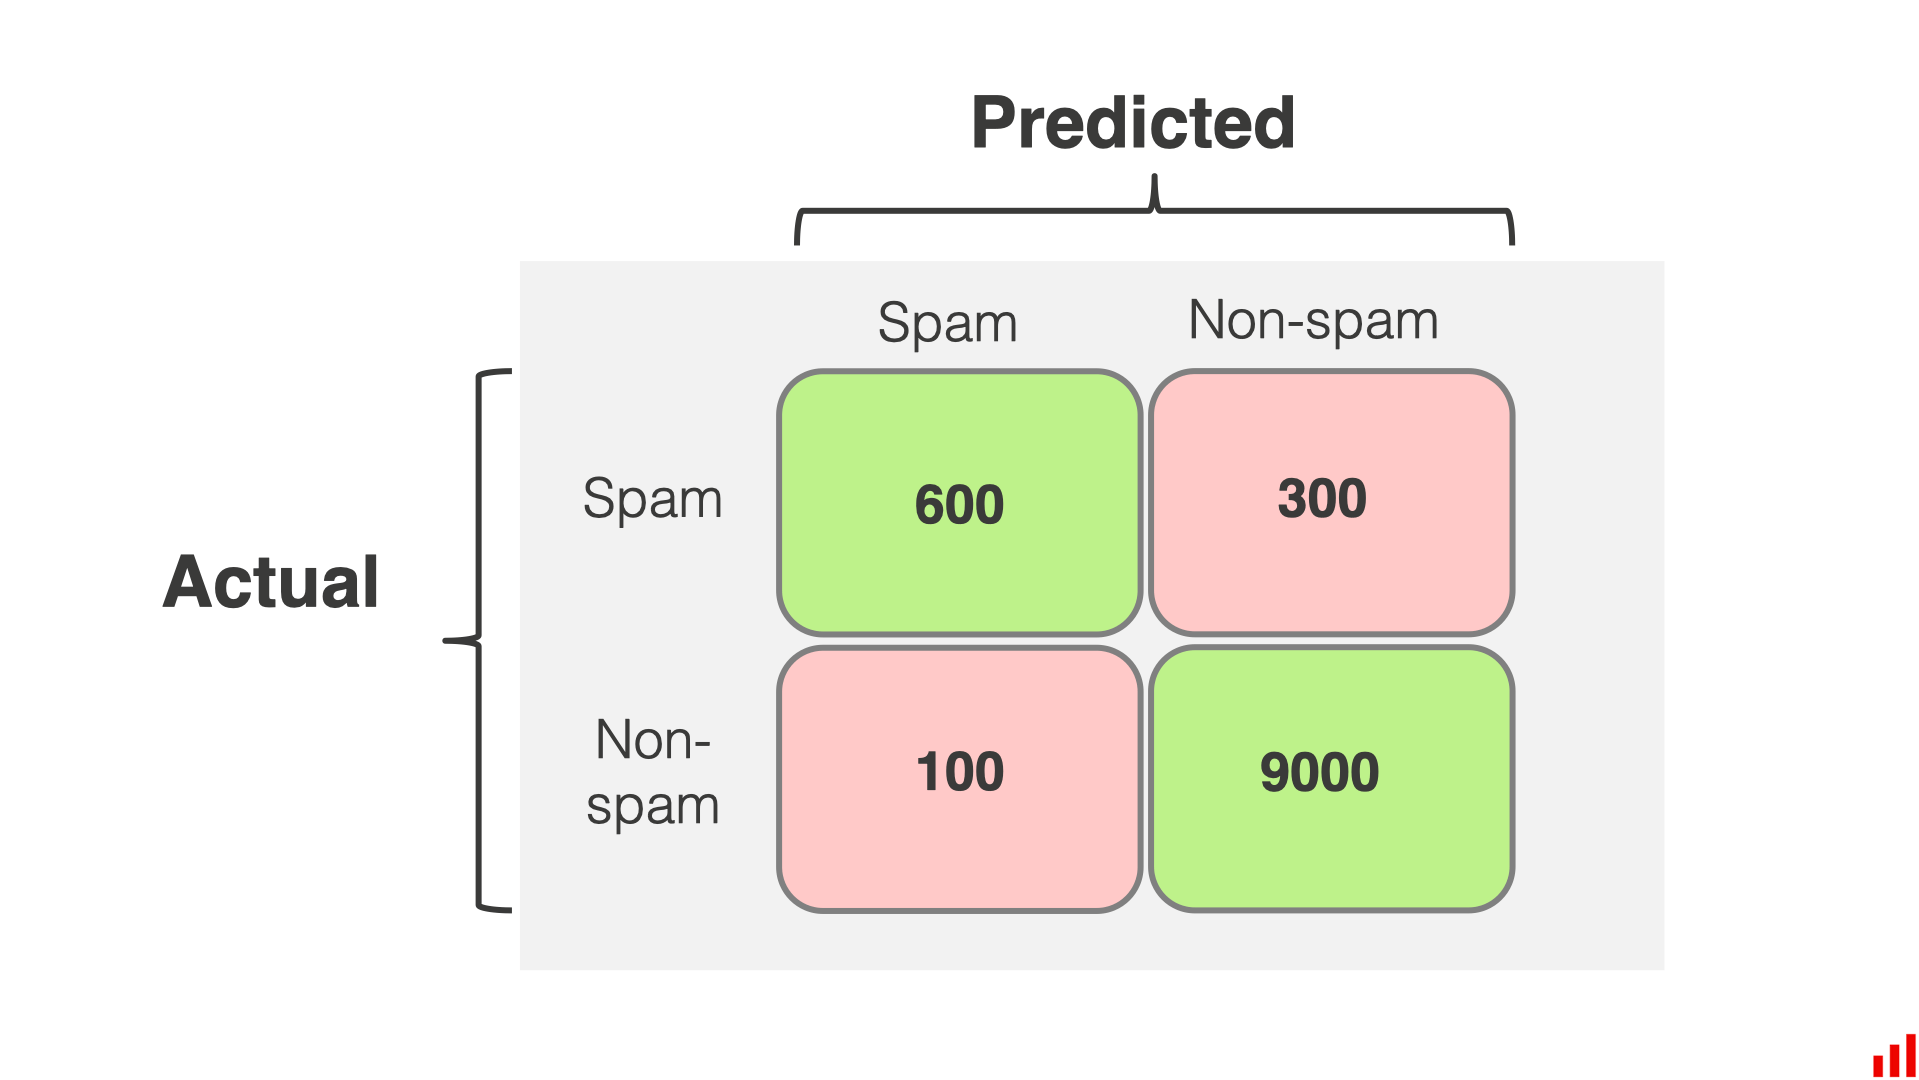 Predicted
Spam Non-spam
Spam 600 300
Actual
Non-
spam
100 9000